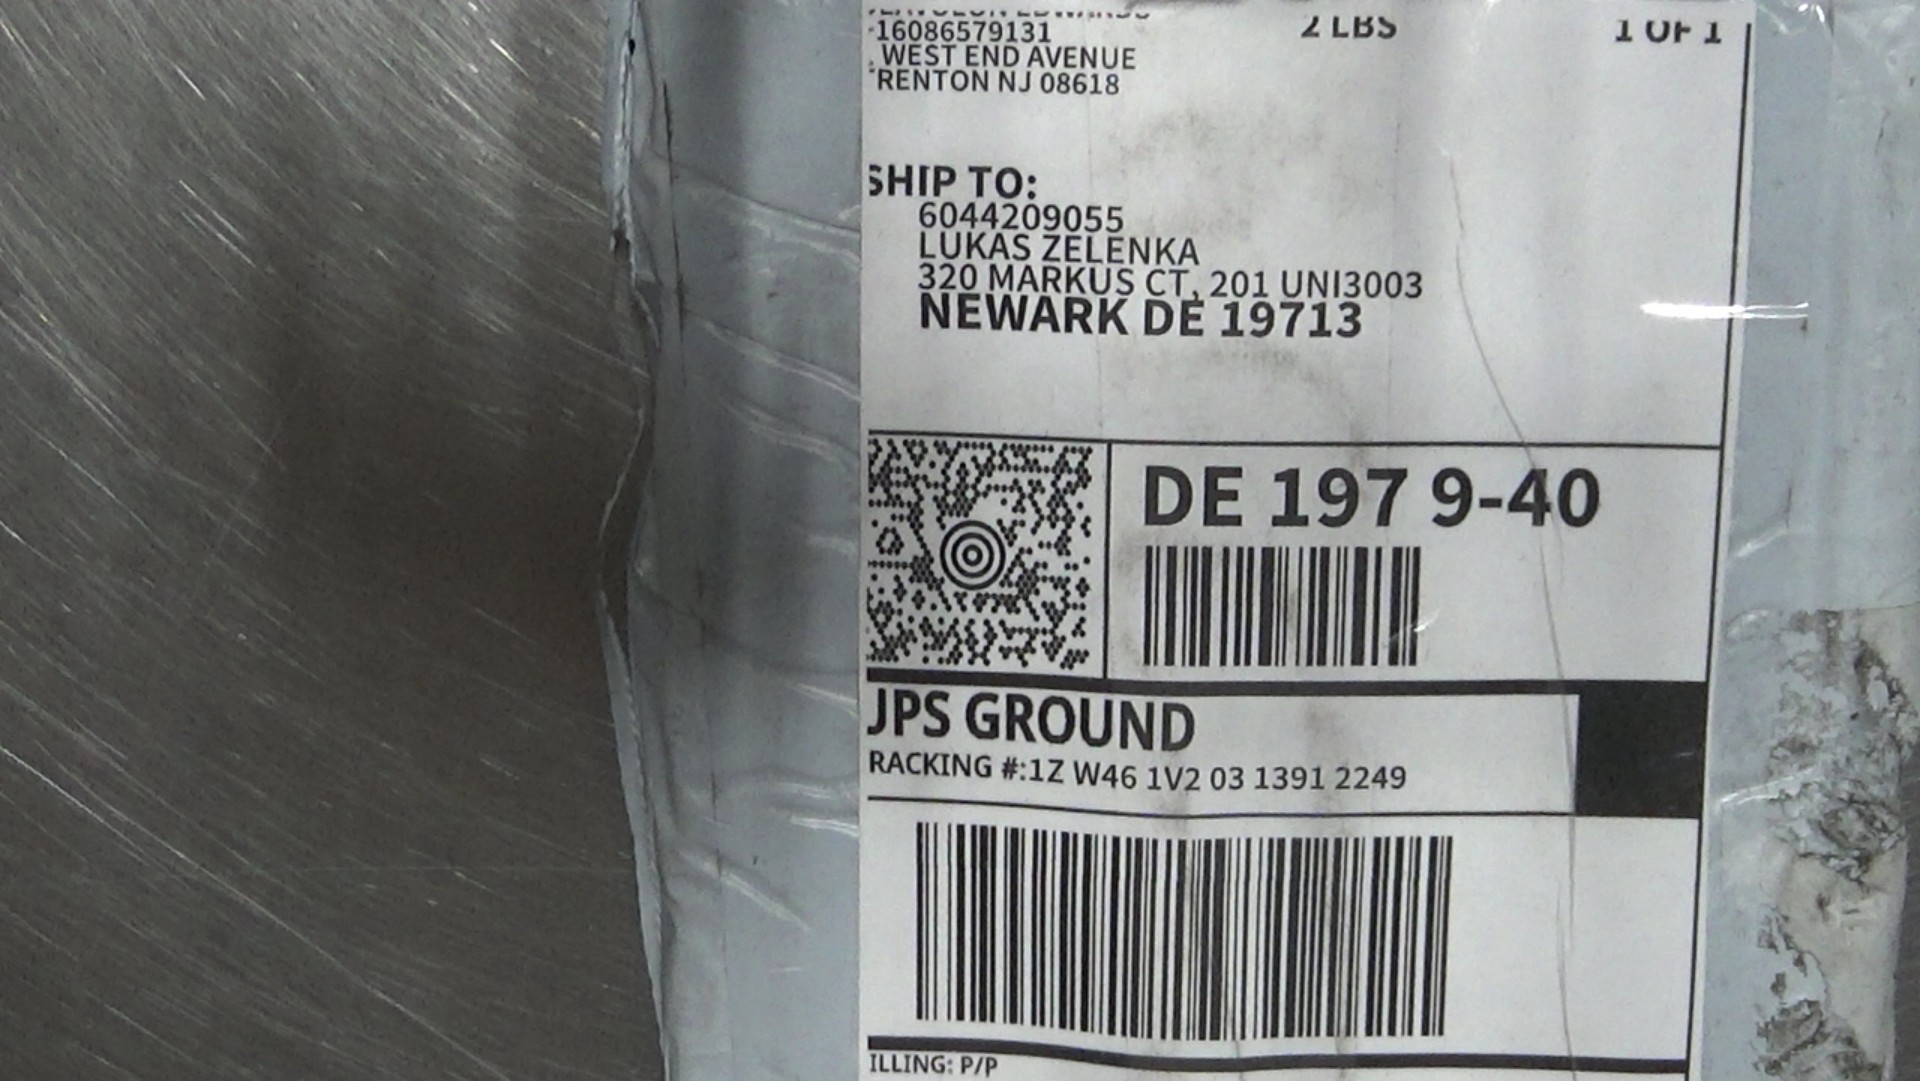 2 LBS
1 OF 1
16086579131
WEST END AVENUE
RENTON NJ 08618
SHIP TO:
6044209055
LUKAS ZELENKA
320 MARKUS CT, 201 UNI3003
NEWARK DE 19713
DE 197 9-40
JPS GROUND
RACKING #:1Z W46 1V2 03 1391 2249
ILLING: P/P